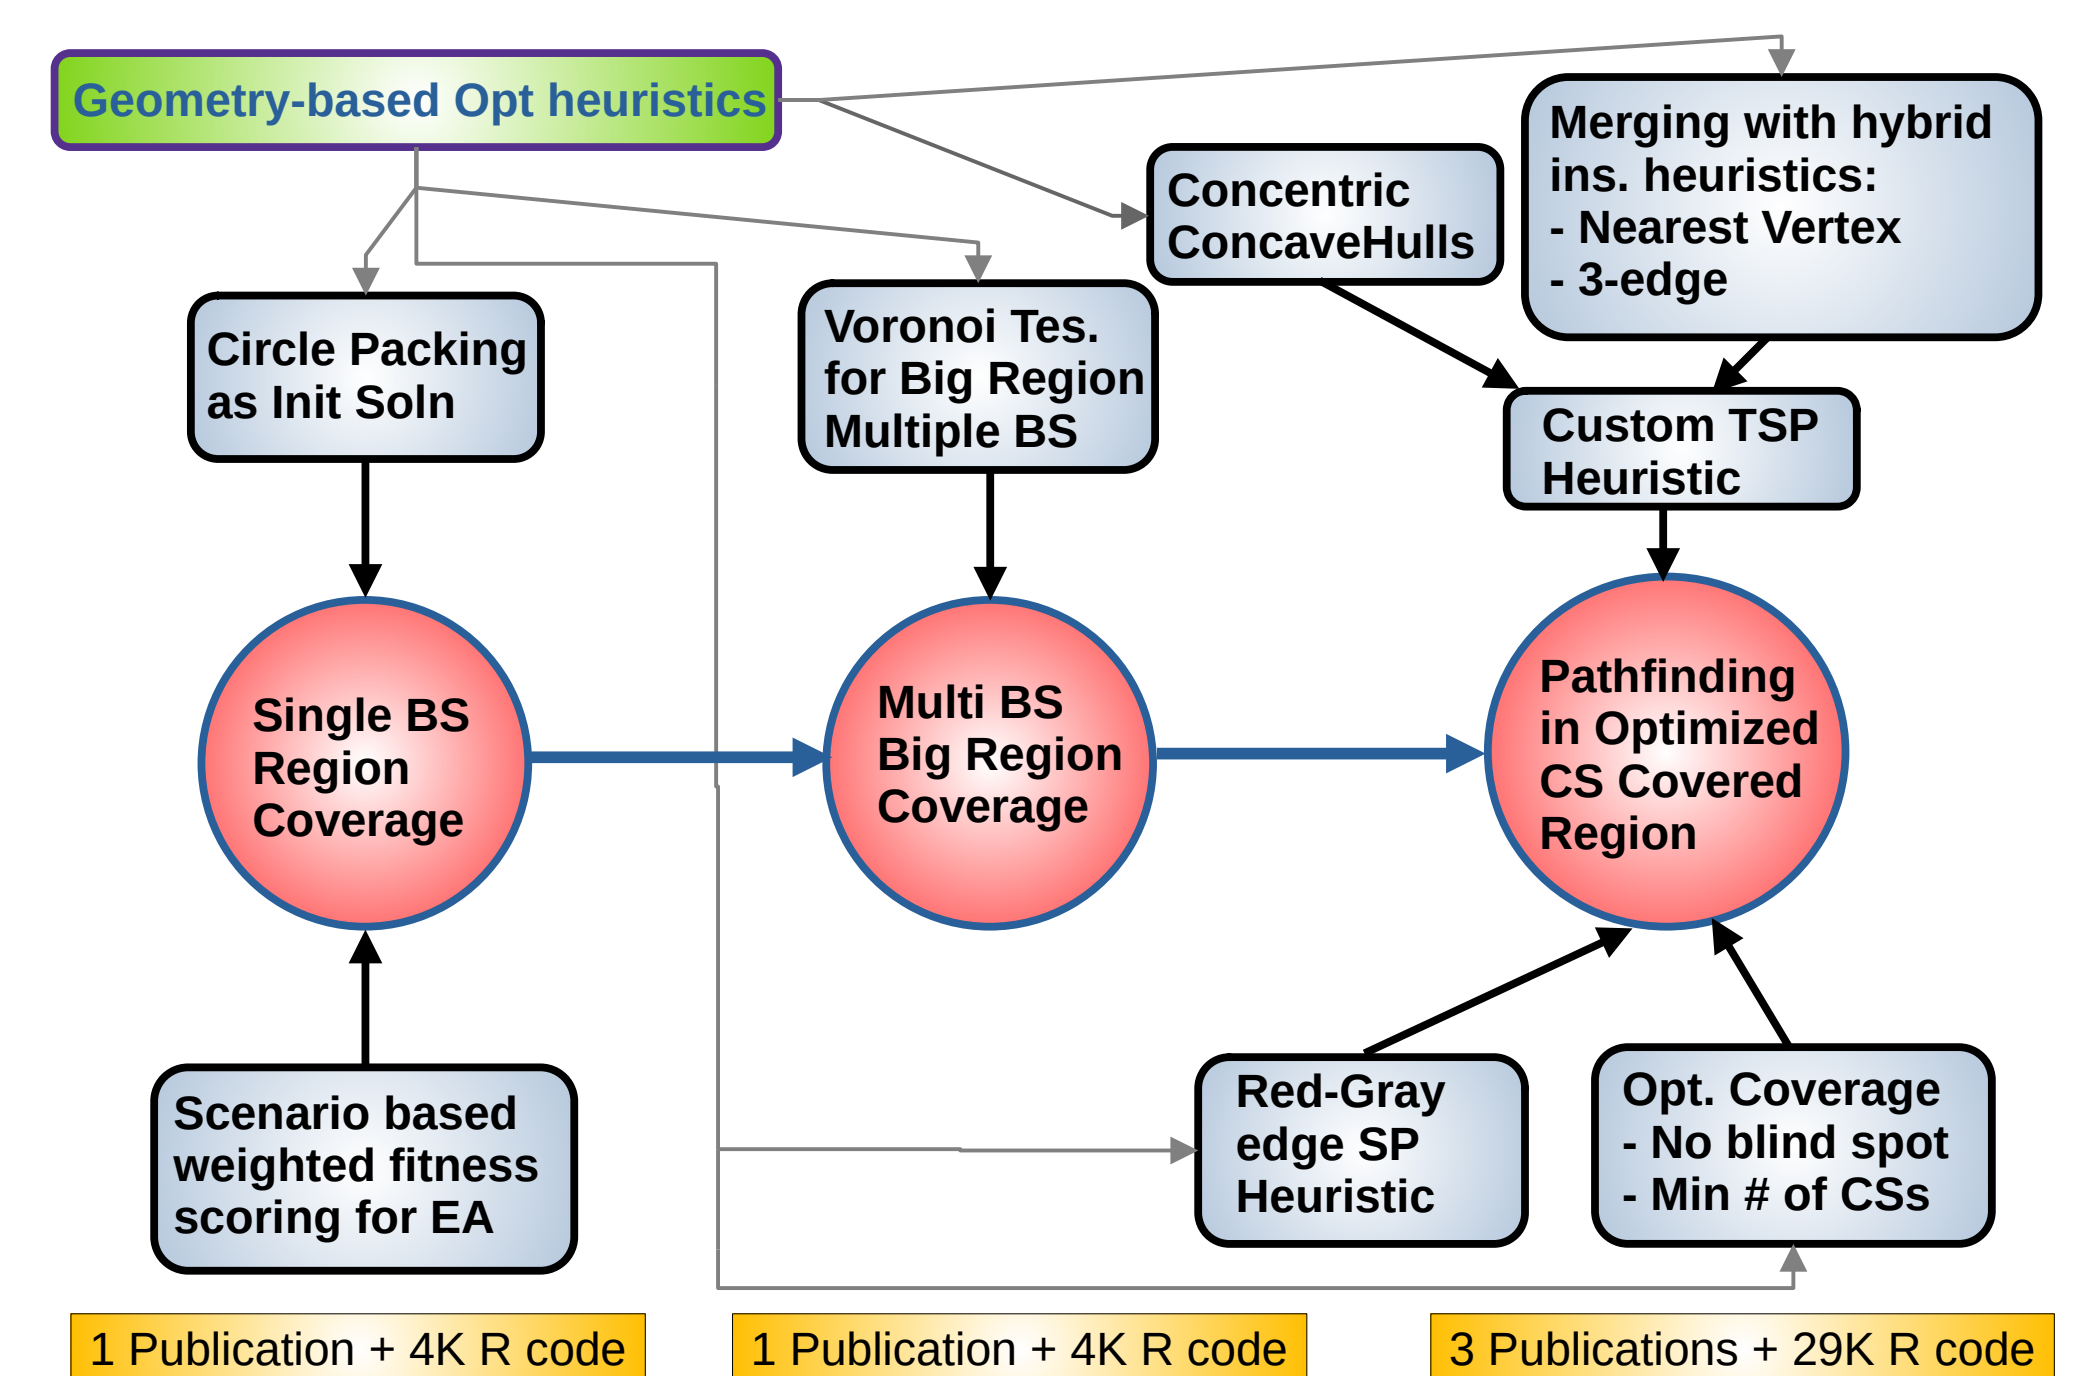 Geometry-based Opt heuristics
Merging with hybrid
ins. heuristics:
- Nearest Vertex
- 3-edge
Concentric
ConcaveHulls
Circle Packing
as Init Soln
Voronoi Tes.
for Big Region
Multiple BS
Custom TSP
Heuristic
Single BS
Region
Coverage
Multi BS
Big Region
Coverage
Pathfinding
in Optimized
CS Covered
Region
Scenario based
weighted fitness
scoring for EA
Red-Gray
edge SP
Heuristic
Opt. Coverage
- No blind spot
- Min # of CSs
1 Publication + 4K R code
1 Publication + 4K R code
3 Publications + 29K R code